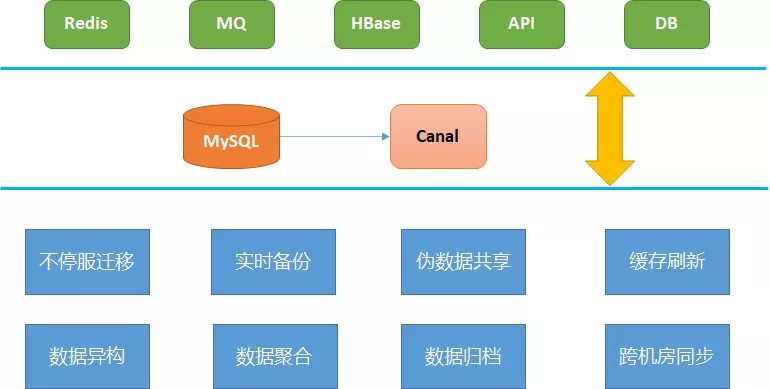 Redis
MQ
HBase
API
DB
MySQL
Canal
不停服迁移
实时备份
伪数据共享
缓存刷新
数据异构
数据聚合
数据归档
跨机房同步